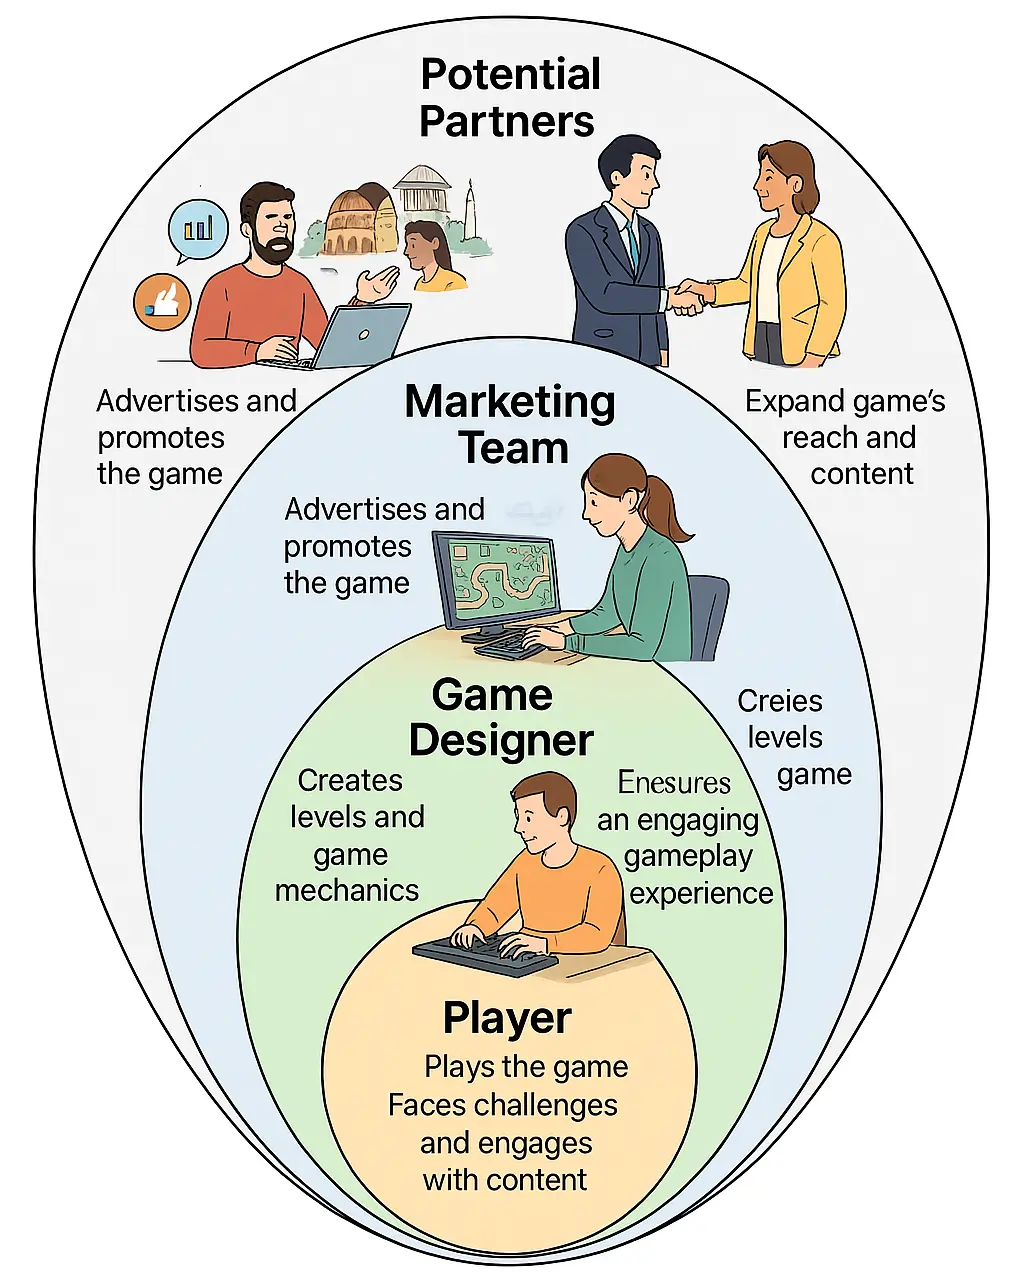 Potential
Partners
Advertises and
promotes
the game
Expand game's
reach and
content
Marketing
Team
Advertises and
promotes
the game
Creies
levels
game
Game
Designer
Creates
levels and
game
mechanics
Enesures
an engaging
gameplay
experience
Player
Plays the game
Faces challenges
and engages
with content